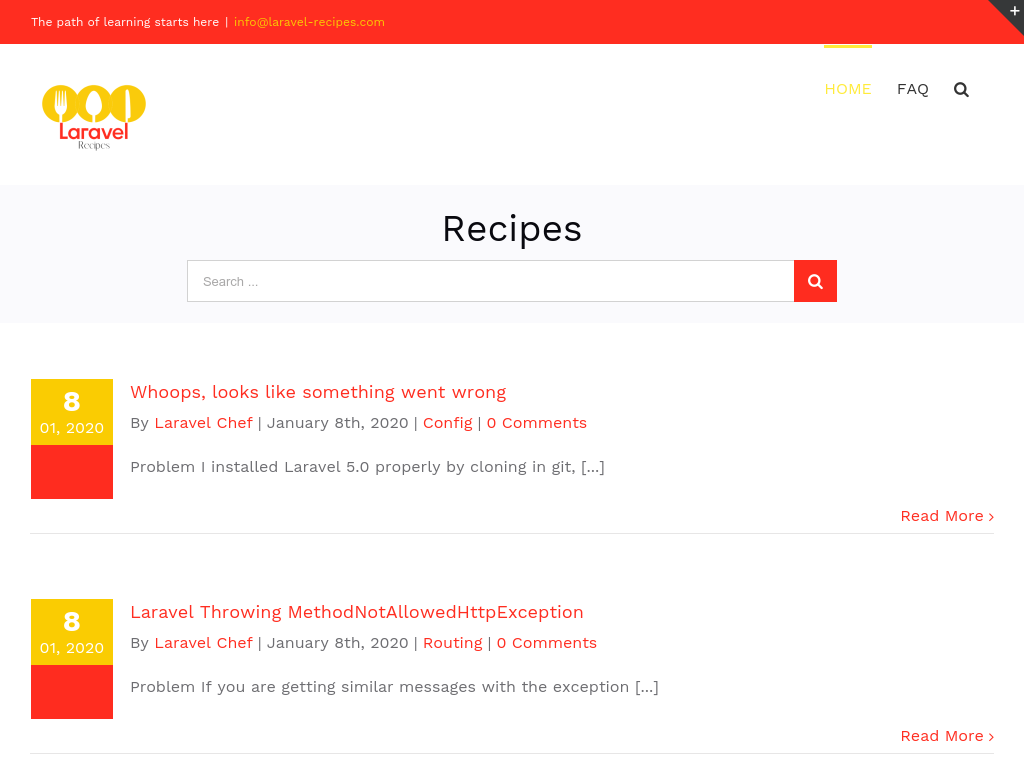 The path of learning starts here | info@laravel-recipes.com
+
Laravel
Recipes
HOME FAQ
Recipes
Search ...
8
01, 2020
Whoops, looks like something went wrong
By Laravel Chef | January 8th, 2020 | Config | 0 Comments
Problem I installed Laravel 5.0 properly by cloning in git, [...]
Read More ›
8
01, 2020
Laravel Throwing MethodNotAllowedHttpException
By Laravel Chef | January 8th, 2020 | Routing | 0 Comments
Problem If you are getting similar messages with the exception [...]
Read More ›